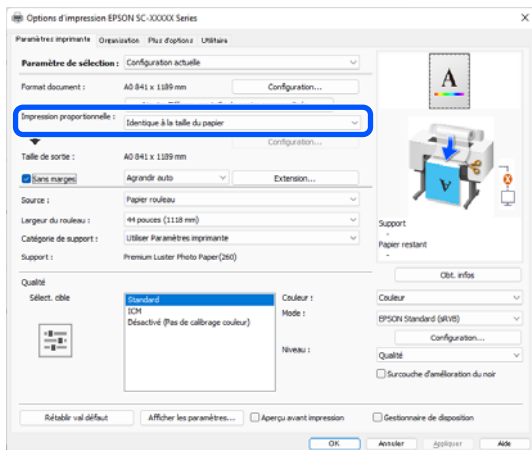 Options d'impression EPSON SC-XXXXX Series
Paramètres imprimante Organisation Plus d'options Utilitaire
Paramètre de sélection : Configuration actuelle
Format document : A0 841 x 1189 mm Configuration...
Impression proportionnelle : Identique à la taille du papier
Configuration...
Taille de sortie : A0 841 x 1189 mm
Sans marges Agrandir auto Extension...
Source : Papier rouleau
Largeur du rouleau : 44 pouces (1118 mm)
Catégorie de support : Utiliser Paramètres imprimante
Support : Premium Luster Photo Paper(260)
A
A
Support
-
Papier restant
-
Obt. infos
Qualité
Sélect. cible
Standard
ICM
Désactivé (Pas de calibrage couleur)
Couleur : Couleur
Mode : EPSON Standard (sRVB)
Configuration...
Niveau : Qualité
Surcouche d'amélioration du noir
Rétablir val défaut Afficher les paramètres... Aperçu avant impression Gestionnaire de disposition
OK Annuler Appliquer Aide